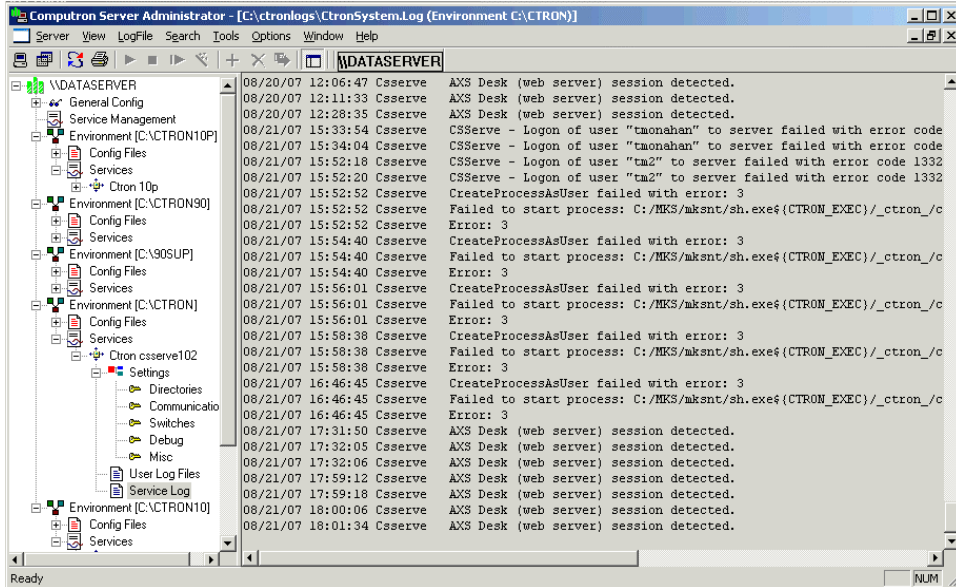 Computron Server Administrator - [C:\ctronlogs\CtronSystem.Log (Environment C:\CTRON)]
Server View LogFile Search Tools Options Window Help
\\DATASERVER
\\DATASERVER
General Config
Service Management
Environment [C:\CTRON10P]
Config Files
Services
Ctron 10p
Environment [C:\CTRON90]
Config Files
Services
Environment [C:\90SUP]
Config Files
Services
Environment [C:\CTRON]
Config Files
Services
Ctron csserve102
Settings
Directories
Communicatio
Switches
Debug
Misc
User Log Files
Service Log
Environment [C:\CTRON10]
Config Files
Services
08/20/07 12:06:47 Csserve AXS Desk (web server) session detected.
08/20/07 12:11:33 Csserve AXS Desk (web server) session detected.
08/20/07 12:28:35 Csserve AXS Desk (web server) session detected.
08/21/07 15:33:54 Csserve CSServe - Logon of user "tmonahan" to server failed with error code
08/21/07 15:34:04 Csserve CSServe - Logon of user "tmonahan" to server failed with error code
08/21/07 15:52:18 Csserve CSServe - Logon of user "tm2" to server failed with error code 1332
08/21/07 15:52:20 Csserve CSServe - Logon of user "tm2" to server failed with error code 1332
08/21/07 15:52:52 Csserve CreateProcessAsUser failed with error: 3
08/21/07 15:52:52 Csserve Failed to start process: C:/MKS/mksnt/sh.exe${CTRON_EXEC}/_ctron_/c
08/21/07 15:52:52 Csserve Error: 3
08/21/07 15:54:40 Csserve CreateProcessAsUser failed with error: 3
08/21/07 15:54:40 Csserve Failed to start process: C:/MKS/mksnt/sh.exe${CTRON_EXEC}/_ctron_/c
08/21/07 15:54:40 Csserve Error: 3
08/21/07 15:56:01 Csserve CreateProcessAsUser failed with error: 3
08/21/07 15:56:01 Csserve Failed to start process: C:/MKS/mksnt/sh.exe${CTRON_EXEC}/_ctron_/c
08/21/07 15:56:01 Csserve Error: 3
08/21/07 15:58:38 Csserve CreateProcessAsUser failed with error: 3
08/21/07 15:58:38 Csserve Failed to start process: C:/MKS/mksnt/sh.exe${CTRON_EXEC}/_ctron_/c
08/21/07 15:58:38 Csserve Error: 3
08/21/07 16:46:45 Csserve CreateProcessAsUser failed with error: 3
08/21/07 16:46:45 Csserve Failed to start process: C:/MKS/mksnt/sh.exe${CTRON_EXEC}/_ctron_/c
08/21/07 16:46:45 Csserve Error: 3
08/21/07 17:31:50 Csserve AXS Desk (web server) session detected.
08/21/07 17:32:05 Csserve AXS Desk (web server) session detected.
08/21/07 17:32:06 Csserve AXS Desk (web server) session detected.
08/21/07 17:59:12 Csserve AXS Desk (web server) session detected.
08/21/07 17:59:18 Csserve AXS Desk (web server) session detected.
08/21/07 18:00:06 Csserve AXS Desk (web server) session detected.
08/21/07 18:01:34 Csserve AXS Desk (web server) session detected.
Ready
NUM